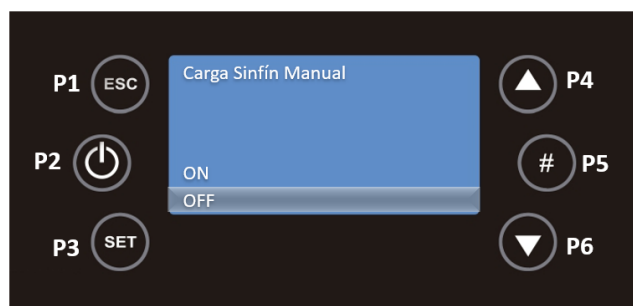 P1 ESC
P2
P3 SET
Carga Sinfín Manual
ON
OFF
P4
# P5
P6